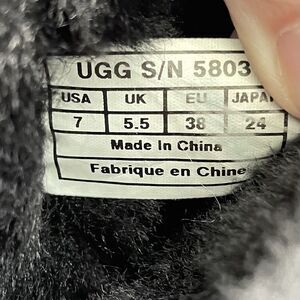 UGG S/N 5803
USA UK EU JAPAN
7 5.5 38 24
Made In China
Fabrique en Chine